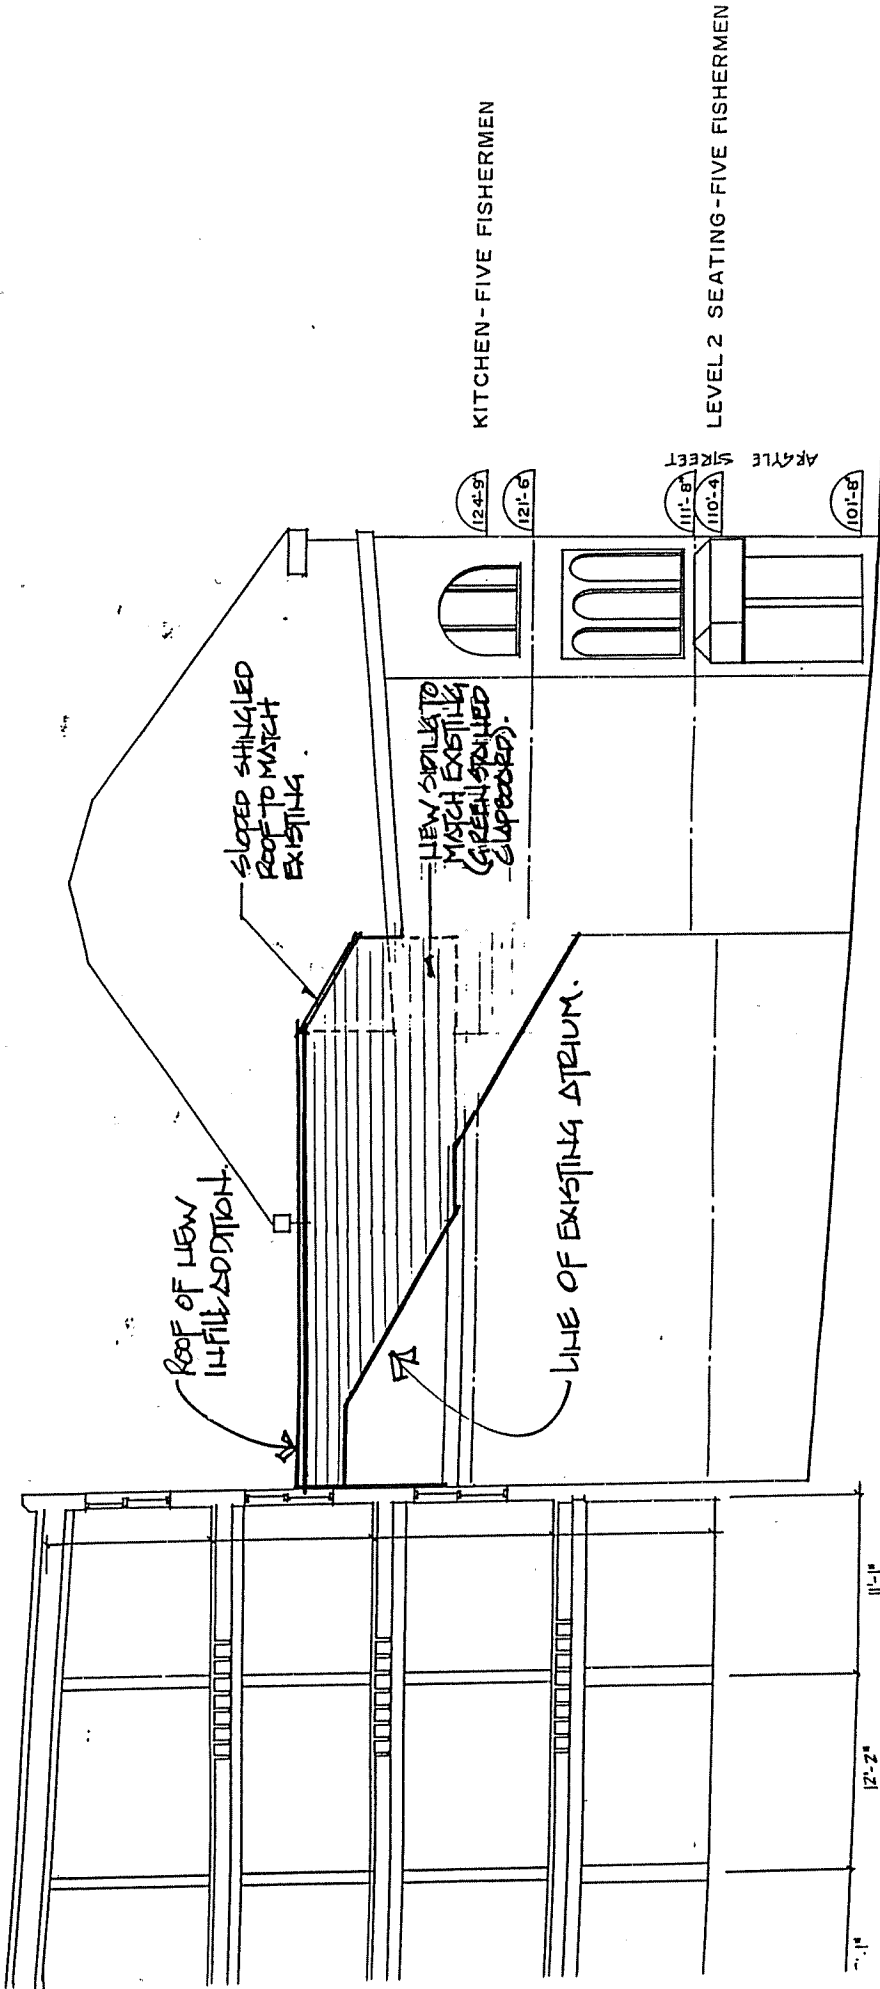 SLOPED SHINGLED
ROOF TO MATCH
EXISTING.
ROOF OF NEW
INFILL ADDITION.
NEW SIDING TO
MATCH EXISTING
(GREEN STAINED
CLAPBOARD).
LINE OF EXISTING ATRIUM.
KITCHEN-FIVE FISHERMEN
124'-9"
121'-6"
LEVEL 2 SEATING-FIVE FISHERMEN
111'-8"
110'-4
ARGYLE STREET
101'-8"
12'-2"
11'-1"